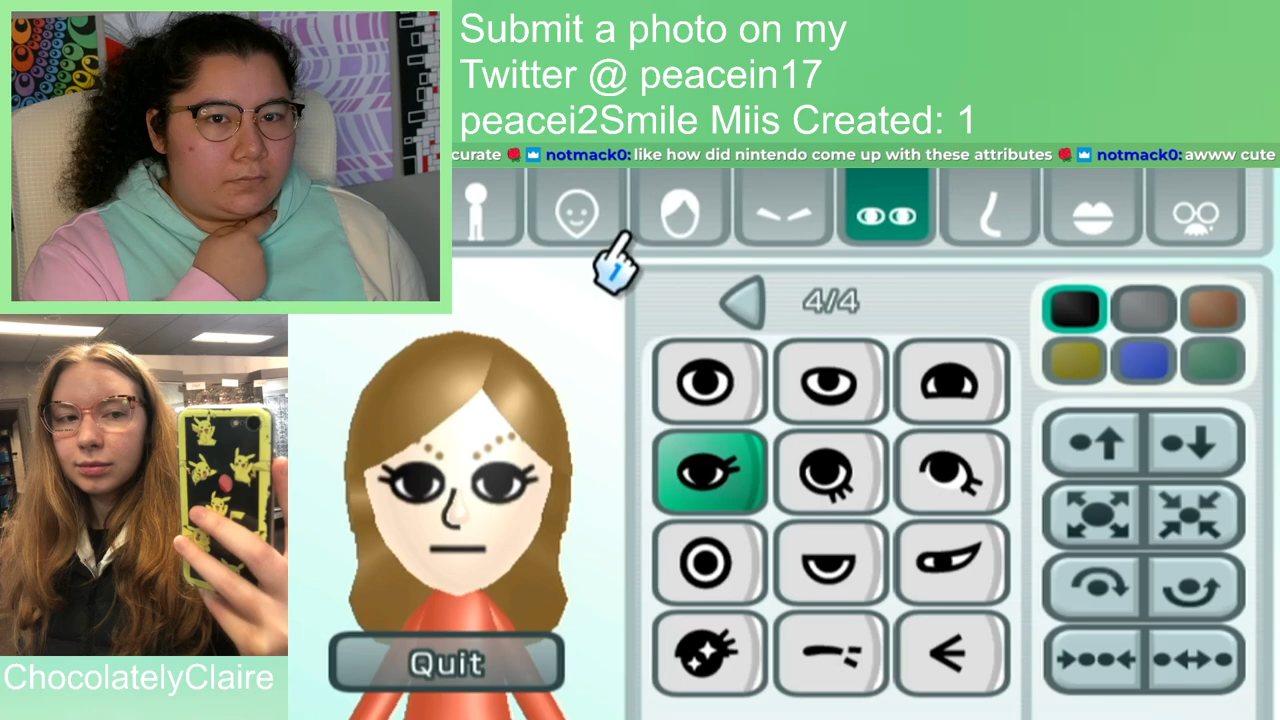 Submit a photo on my
Twitter @ peacein17
peacei2Smile Miis Created: 1
curate notmack0: like how did nintendo come up with these attributes notmack0: awww cute
1
4/4
Quit
ChocolatelyClaire